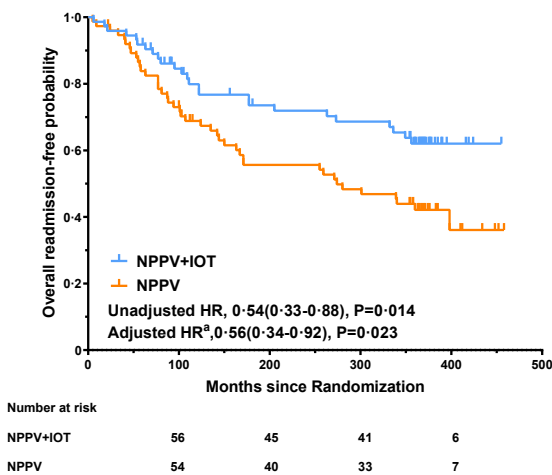 Overall readmission-free probability
1·0
0·8
0·6
0·4
0·2
0
NPPV+IOT
NPPV
Unadjusted HR, 0·54(0·33-0·88), P=0·014
Adjusted HRᵃ,0·56(0·34-0·92), P=0·023
0 100 200 300 400 500
Months since Randomization
Number at risk
NPPV+IOT 56 45 41 6
NPPV 54 40 33 7